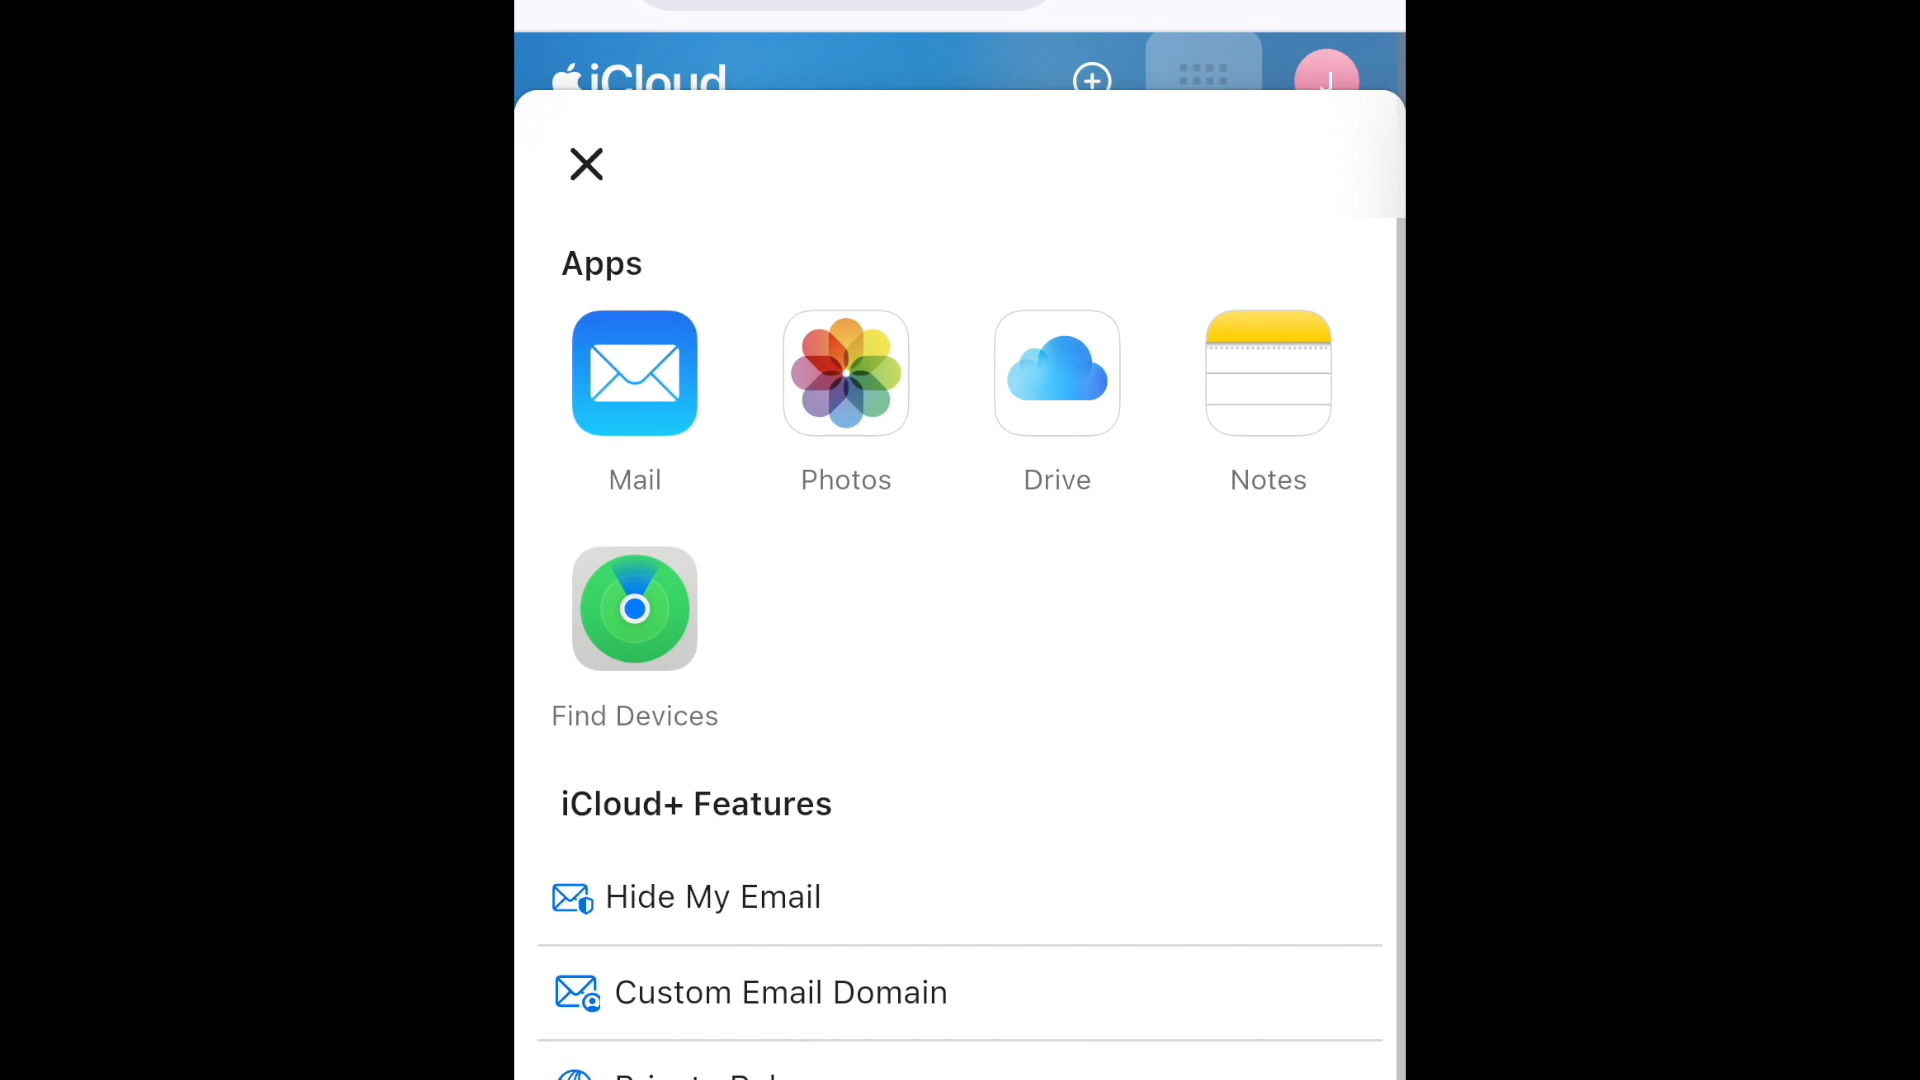 iCloud
J
Apps
Mail
Photos
Drive
Notes
Find Devices
iCloud+ Features
Hide My Email
Custom Email Domain